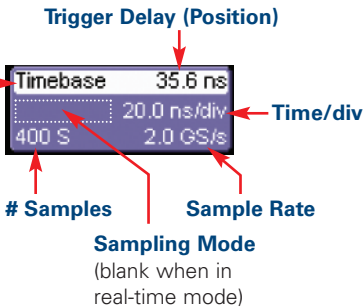 Trigger Delay (Position)
Timebase 35.6 ns
20.0 ns/div
Time/div
400 S 2.0 GS/s
# Samples
Sample Rate
Sampling Mode
(blank when in
real-time mode)